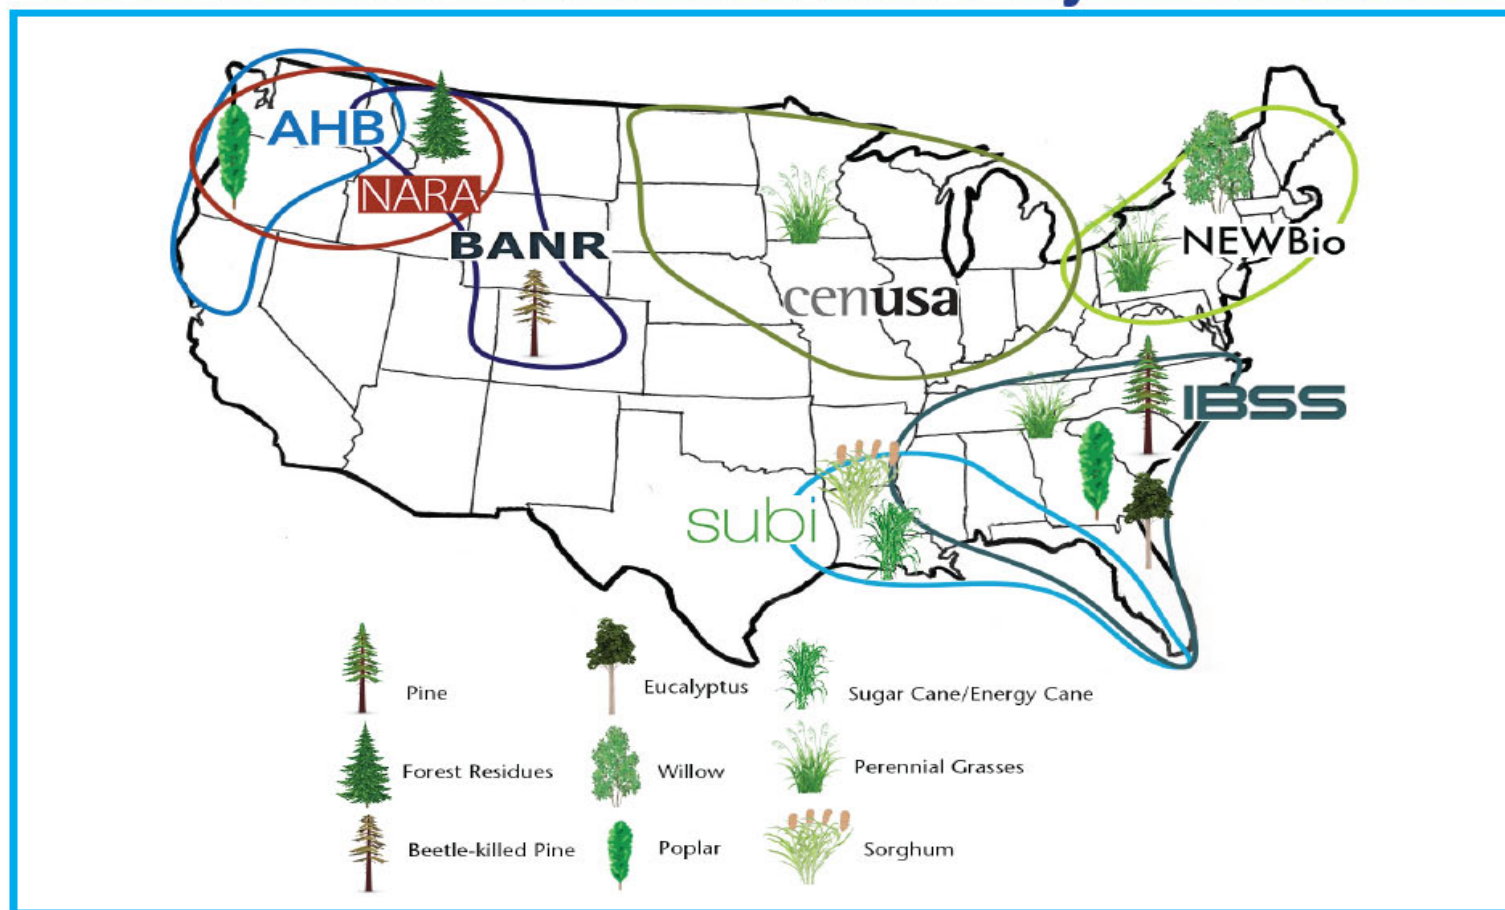 AHB
NARA
BANR
cenusa
NEWBio
IBSS
subi
Pine
Eucalyptus
Sugar Cane/Energy Cane
Forest Residues
Willow
Perennial Grasses
Beetle-killed Pine
Poplar
Sorghum